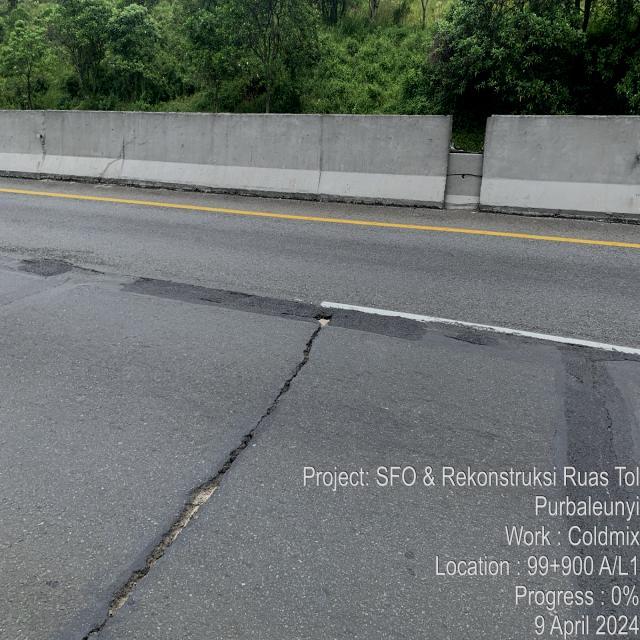 Project: SFO & Rekonstruksi Ruas Tol
Purbaleunyi
Work : Coldmix
Location : 99+900 A/L1
Progress : 0%
9 April 2024